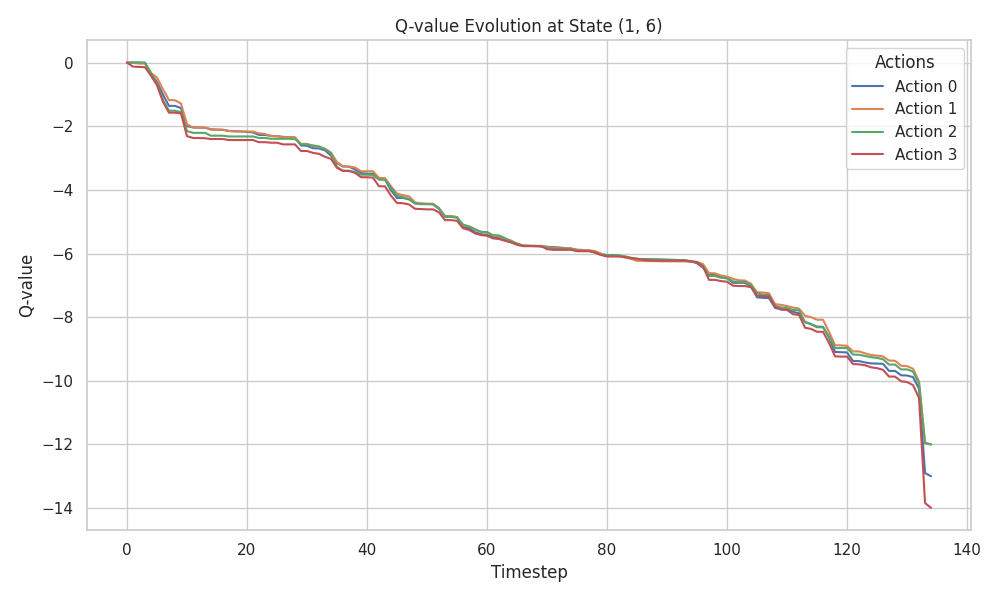 Q-value Evolution at State (1, 6)
Actions
Action 0
Action 1
Action 2
Action 3
Q-value
0
−2
−4
−6
−8
−10
−12
−14
0 20 40 60 80 100 120 140
Timestep